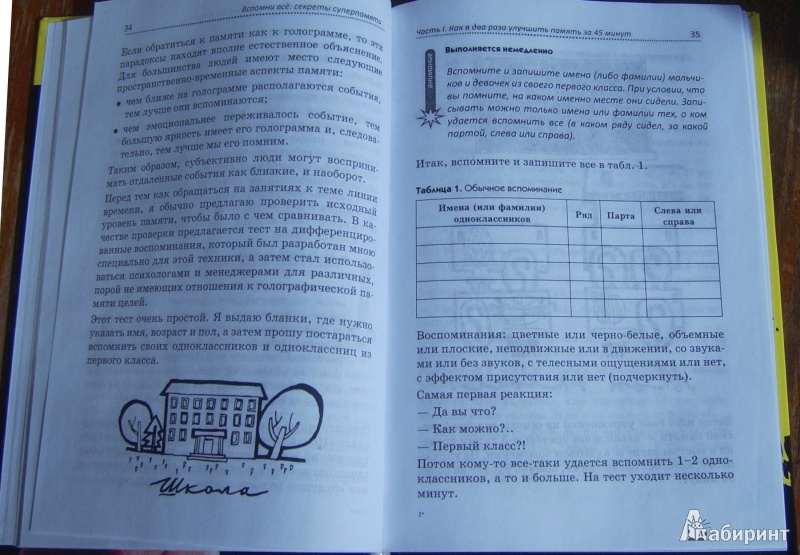 34
Вспомни всё: секреты суперпамяти
Если обратиться к памяти как к голограмме, то эти
парадоксы находят вполне естественное объяснение.
Для большинства людей имеют место следующие
пространственно-временные аспекты памяти:
• чем ближе на голограмме располагаются события,
тем лучше они вспоминаются;
• чем эмоциональнее переживалось событие, тем
большую яркость имеет его голограмма и, следова-
тельно, тем лучше мы его помним.
Таким образом, субъективно люди могут восприни-
мать отдаленные события как близкие, и наоборот.
Перед тем как обращаться на занятиях к теме линии
времени, я обычно предлагаю проверить исходный
уровень памяти, чтобы было с чем сравнивать. В ка-
честве проверки предлагается тест на дифференциро-
ванные воспоминания, который был разработан мною
специально для этой техники, а затем стал использо-
ваться психологами и менеджерами для различных,
порой не имеющих отношения к голографической па-
мяти целей.
Этот тест очень простой. Я выдаю бланки, где нужно
указать имя, возраст и пол, а затем прошу постараться
вспомнить своих одноклассников и одноклассниц из
первого класса.
Школа
Часть I. Как в два раза улучшить память за 45 минут
35
внимание
Выполняется немедленно
Вспомните и запишите имена (либо фамилии) мальчи-
ков и девочек из своего первого класса. При условии, что
вы помните, на каком именно месте они сидели. Запи-
сывать можно только имена или фамилии тех, о ком
удается вспомнить все (в каком ряду сидел, за какой
партой, слева или справа).
Итак, вспомните и запишите все в табл. 1.
Таблица 1. Обычное вспоминание
Имена (или фамилии) одноклассников
Ряд
Парта
Слева или справа
Воспоминания: цветные или черно-белые, объемные
или плоские, неподвижные или в движении, со звука-
ми или без звуков, с телесными ощущениями или нет,
с эффектом присутствия или нет (подчеркнуть).
Самая первая реакция:
— Да вы что?
— Как можно?..
— Первый класс?!
Потом кому-то все-таки удается вспомнить 1–2 одно-
классников, а то и больше. На тест уходит несколько
минут.
2*
Лабиринт